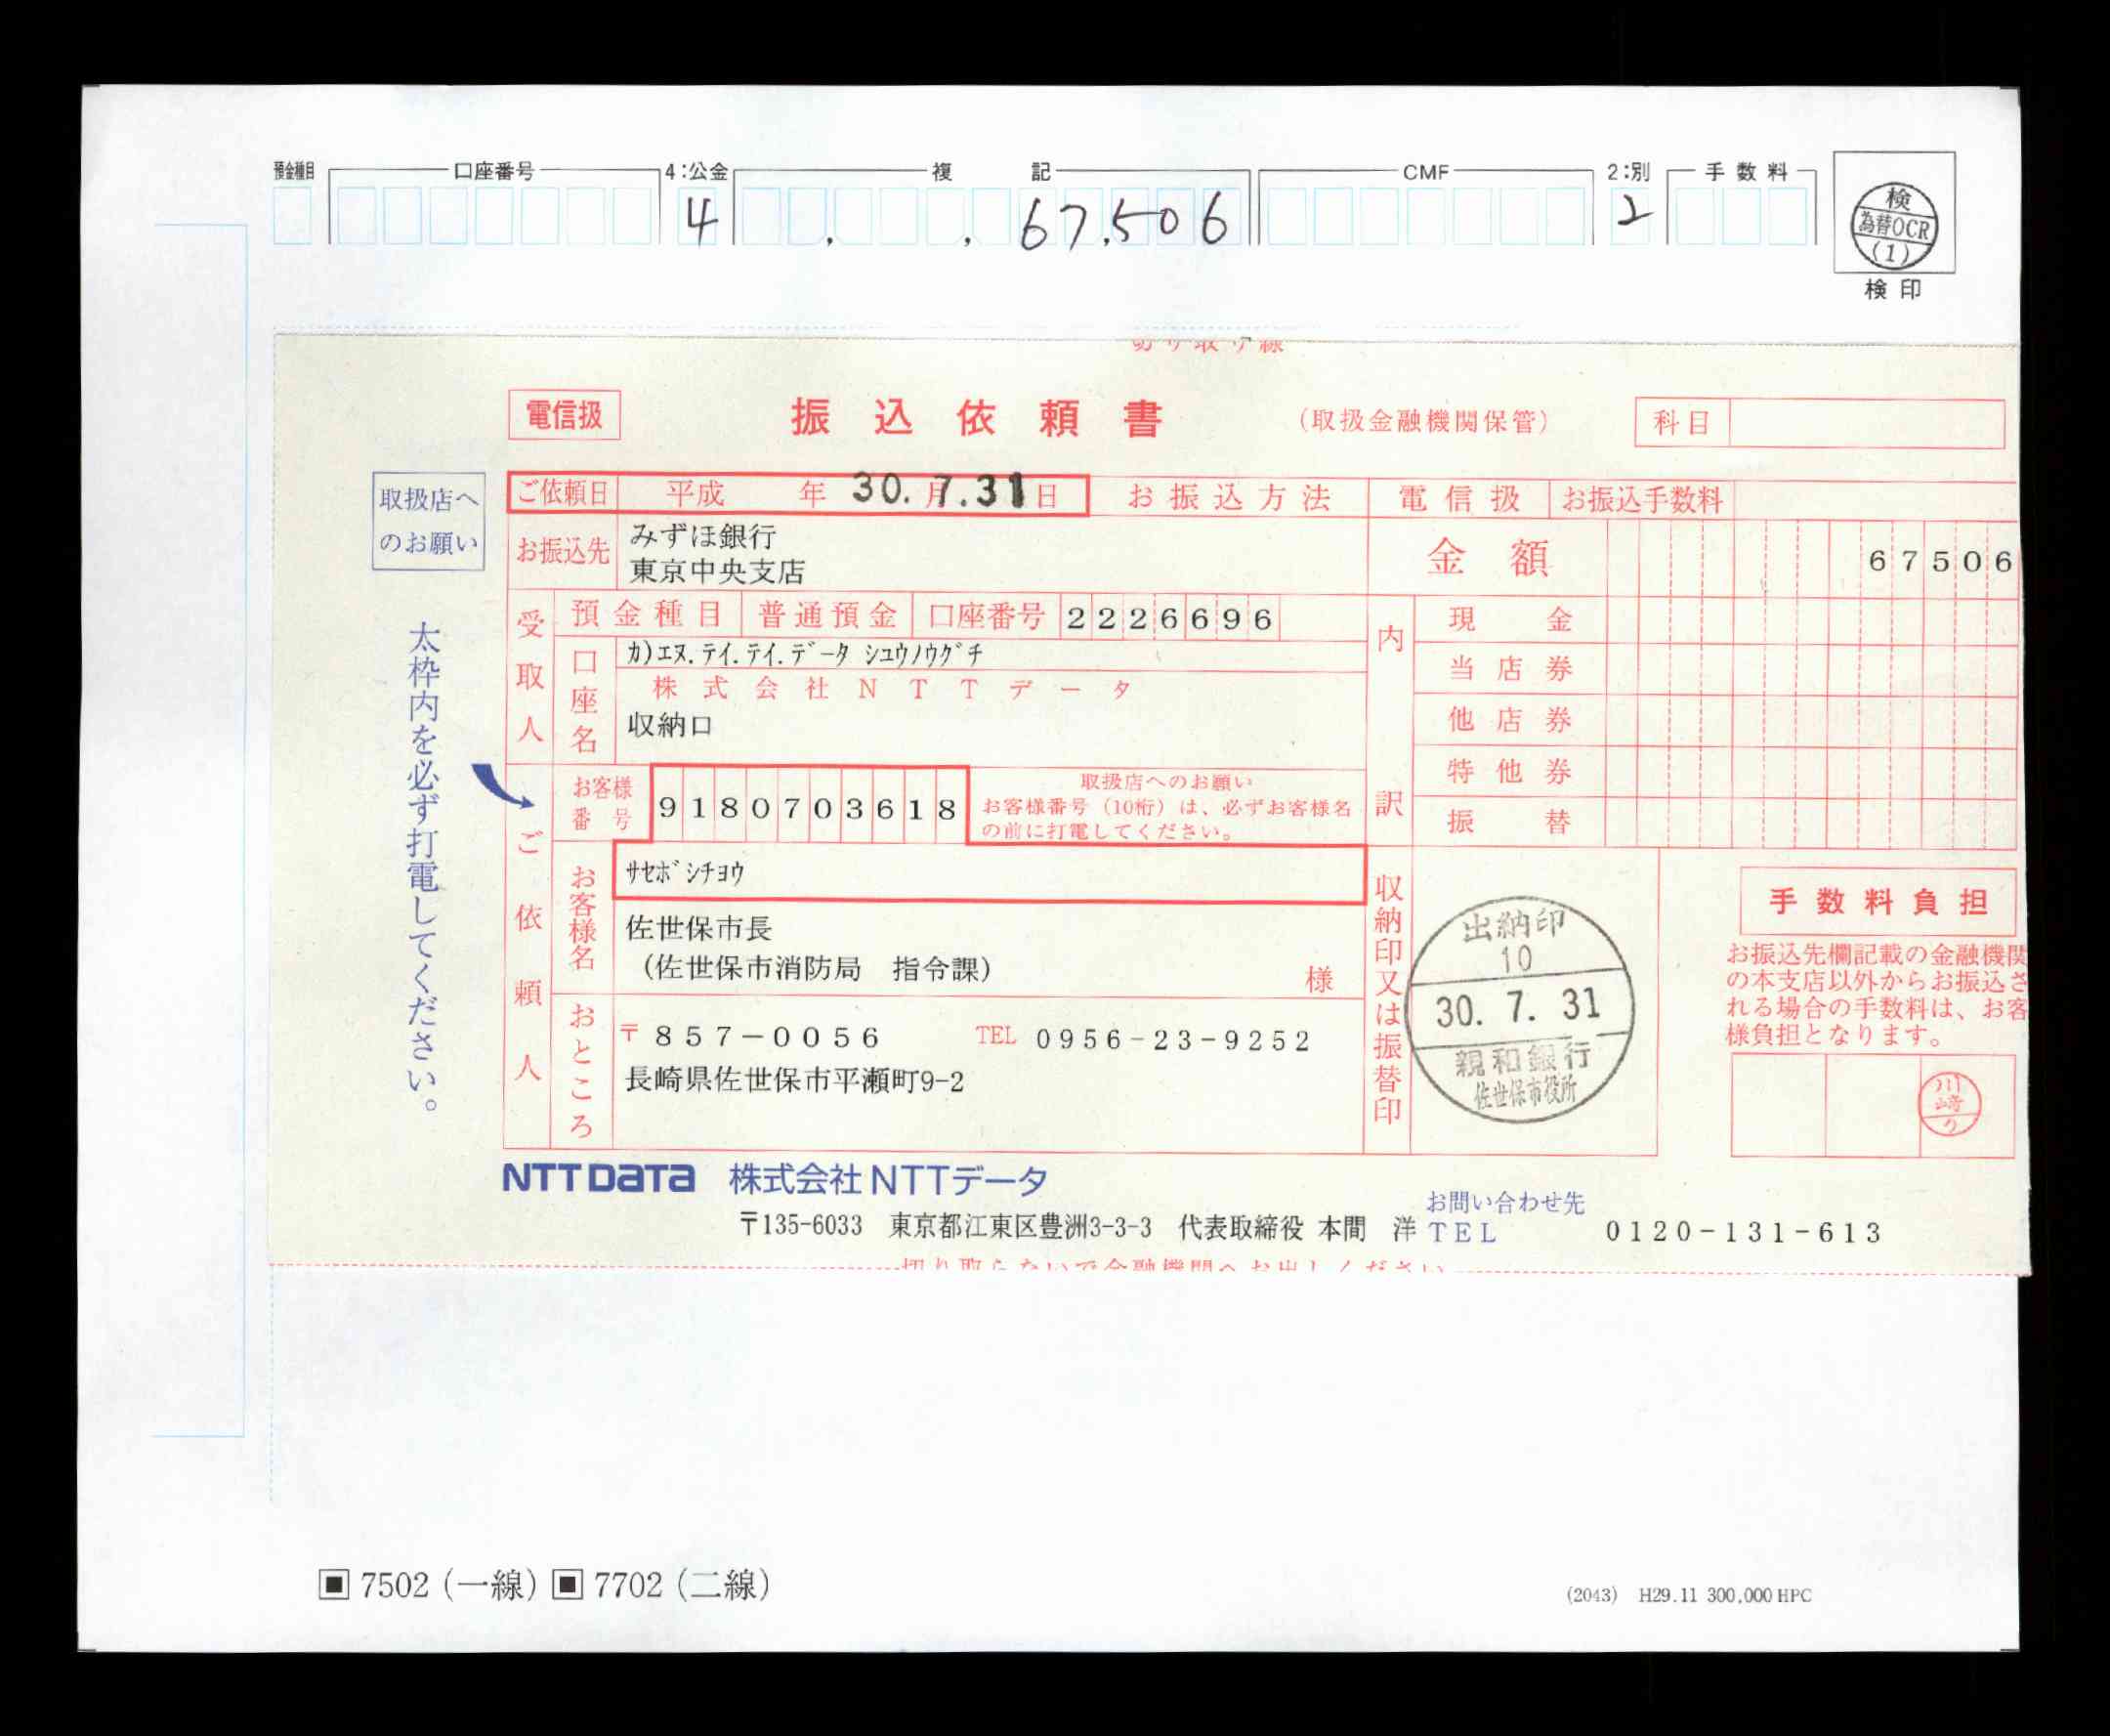 預金種目 口座番号 4:公金 複 記 CMF 2:別 手数料
4 67,506 2
検
為替OCR
(1)
検印
切り取り線
電信扱 振込依頼書 (取扱金融機関保管) 科目
取扱店へ
のお願い
太枠内を必ず打電してください。
ご依頼日 平成 年 30.月7.31日 お振込方法 電信扱 お振込手数料
お振込先 みずほ銀行
東京中央支店
金額 67506
受取人 預金種目 普通預金 口座番号 2226696
口座名 カ)エヌ.テイ.テイ.データ シユウノウグチ
株式会社NTTデータ
収納口
内訳
現金
当店券
他店券
特他券
振替
ご依頼人
お客様
番号 9180703618
取扱店へのお願い
お客様番号(10桁)は、必ずお客様名
の前に打電してください。
お客様名 サセボシチヨウ
佐世保市長
(佐世保市消防局 指令課) 様
おところ 〒857-0056 TEL 0956-23-9252
長崎県佐世保市平瀬町9-2
収納印又は振替印
出納印
10
30. 7. 31
親和銀行
佐世保市役所
手数料負担
お振込先欄記載の金融機関
の本支店以外からお振込さ
れる場合の手数料は、お客
様負担となります。
川崎
NTT DATA 株式会社NTTデータ
〒135-6033 東京都江東区豊洲3-3-3 代表取締役 本間 洋
お問い合わせ先
TEL 0120-131-613
切り取らないで金融機関へお出しください
▣ 7502 (一線) ▣ 7702 (二線)
(2043) H29.11 300,000 HPC